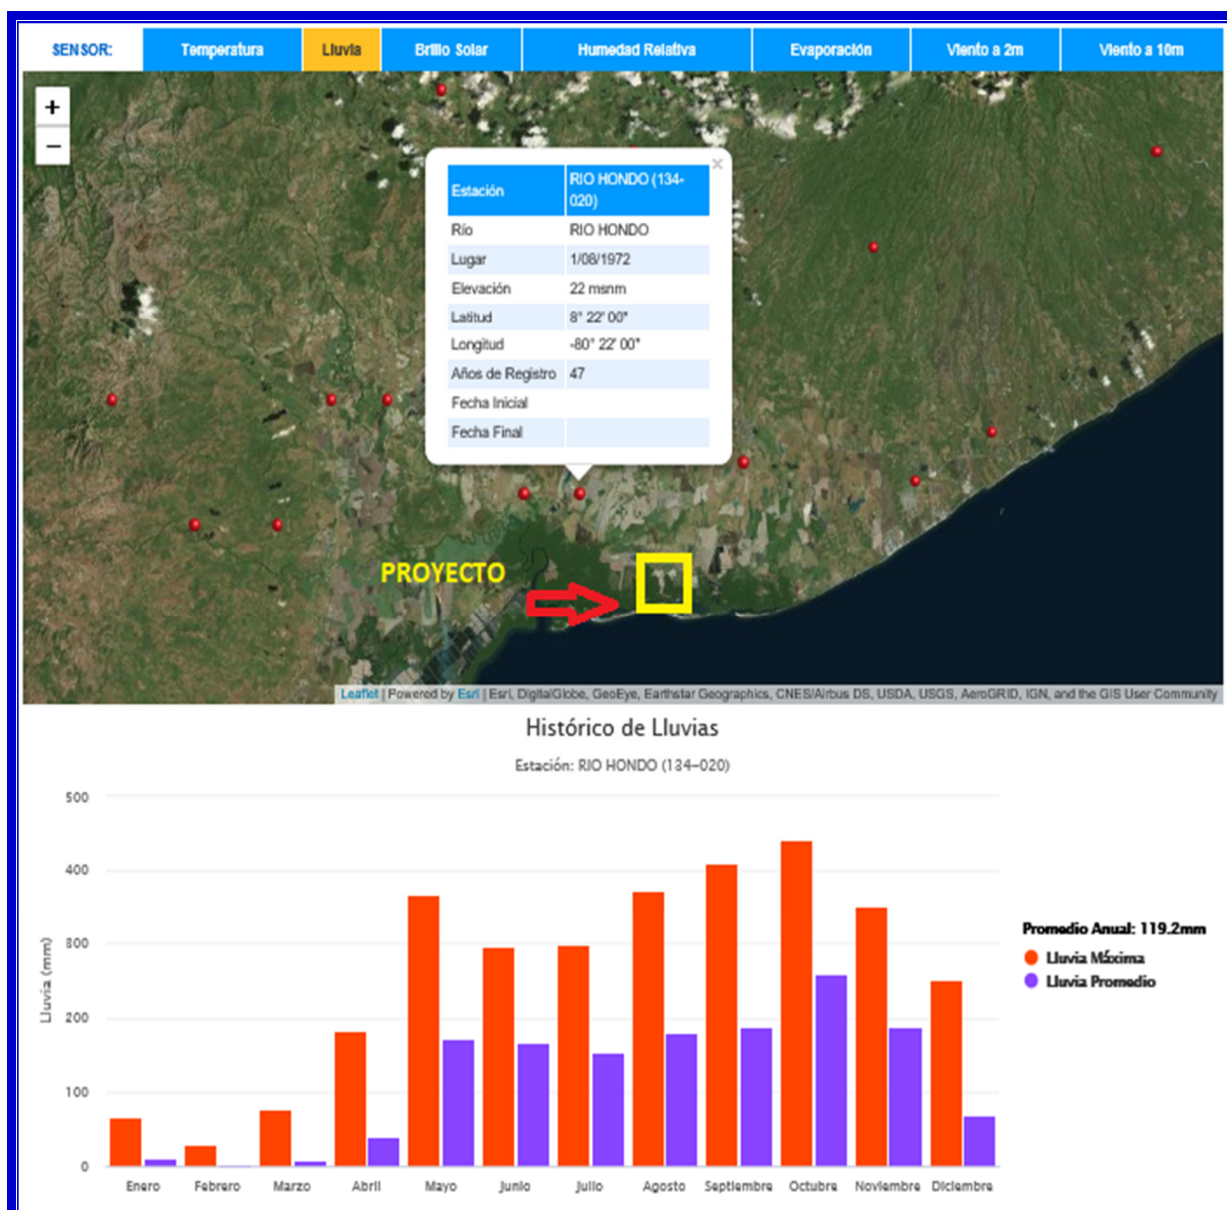 SENSOR: Temperatura Lluvia Brillo Solar Humedad Relativa Evaporación Viento a 2m Viento a 10m
+
−
×
Estación RIO HONDO (134-
020)
Río RIO HONDO
Lugar 1/08/1972
Elevación 22 msnm
Latitud 8° 22' 00"
Longitud -80° 22' 00"
Años de Registro 47
Fecha Inicial
Fecha Final
PROYECTO
Leaflet | Powered by Esri | Esri, DigitalGlobe, GeoEye, Earthstar Geographics, CNES/Airbus DS, USDA, USGS, AeroGRID, IGN, and the GIS User Community
Histórico de Lluvias
Estación: RIO HONDO (134–020)
500
400
300
200
100
0
Lluvia (mm)
Enero Febrero Marzo Abril Mayo Junio Julio Agosto Septiembre Octubre Noviembre Diciembre
Promedio Anual: 119.2mm
Lluvia Máxima
Lluvia Promedio